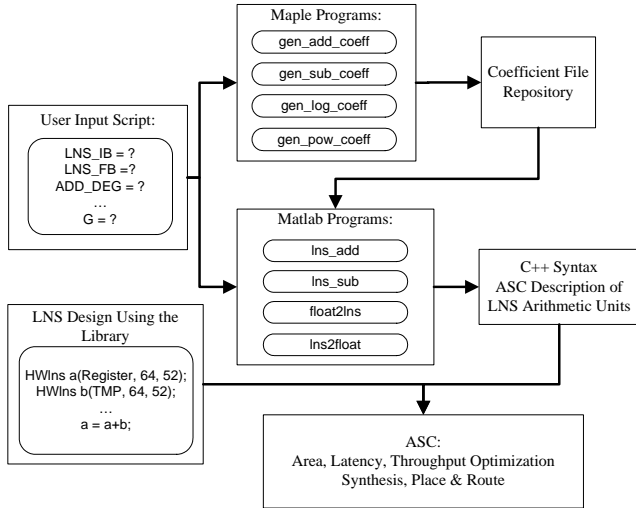 Maple Programs:
gen_add_coeff
gen_sub_coeff
gen_log_coeff
gen_pow_coeff
Coefficient File
Repository
User Input Script:
LNS_IB = ?
LNS_FB =?
ADD_DEG = ?
...
G = ?
Matlab Programs:
lns_add
lns_sub
float2lns
lns2float
C++ Syntax
ASC Description of
LNS Arithmetic Units
LNS Design Using the
Library
HWlns a(Register, 64, 52);
HWlns b(TMP, 64, 52);
...
a = a+b;
ASC:
Area, Latency, Throughput Optimization
Synthesis, Place & Route